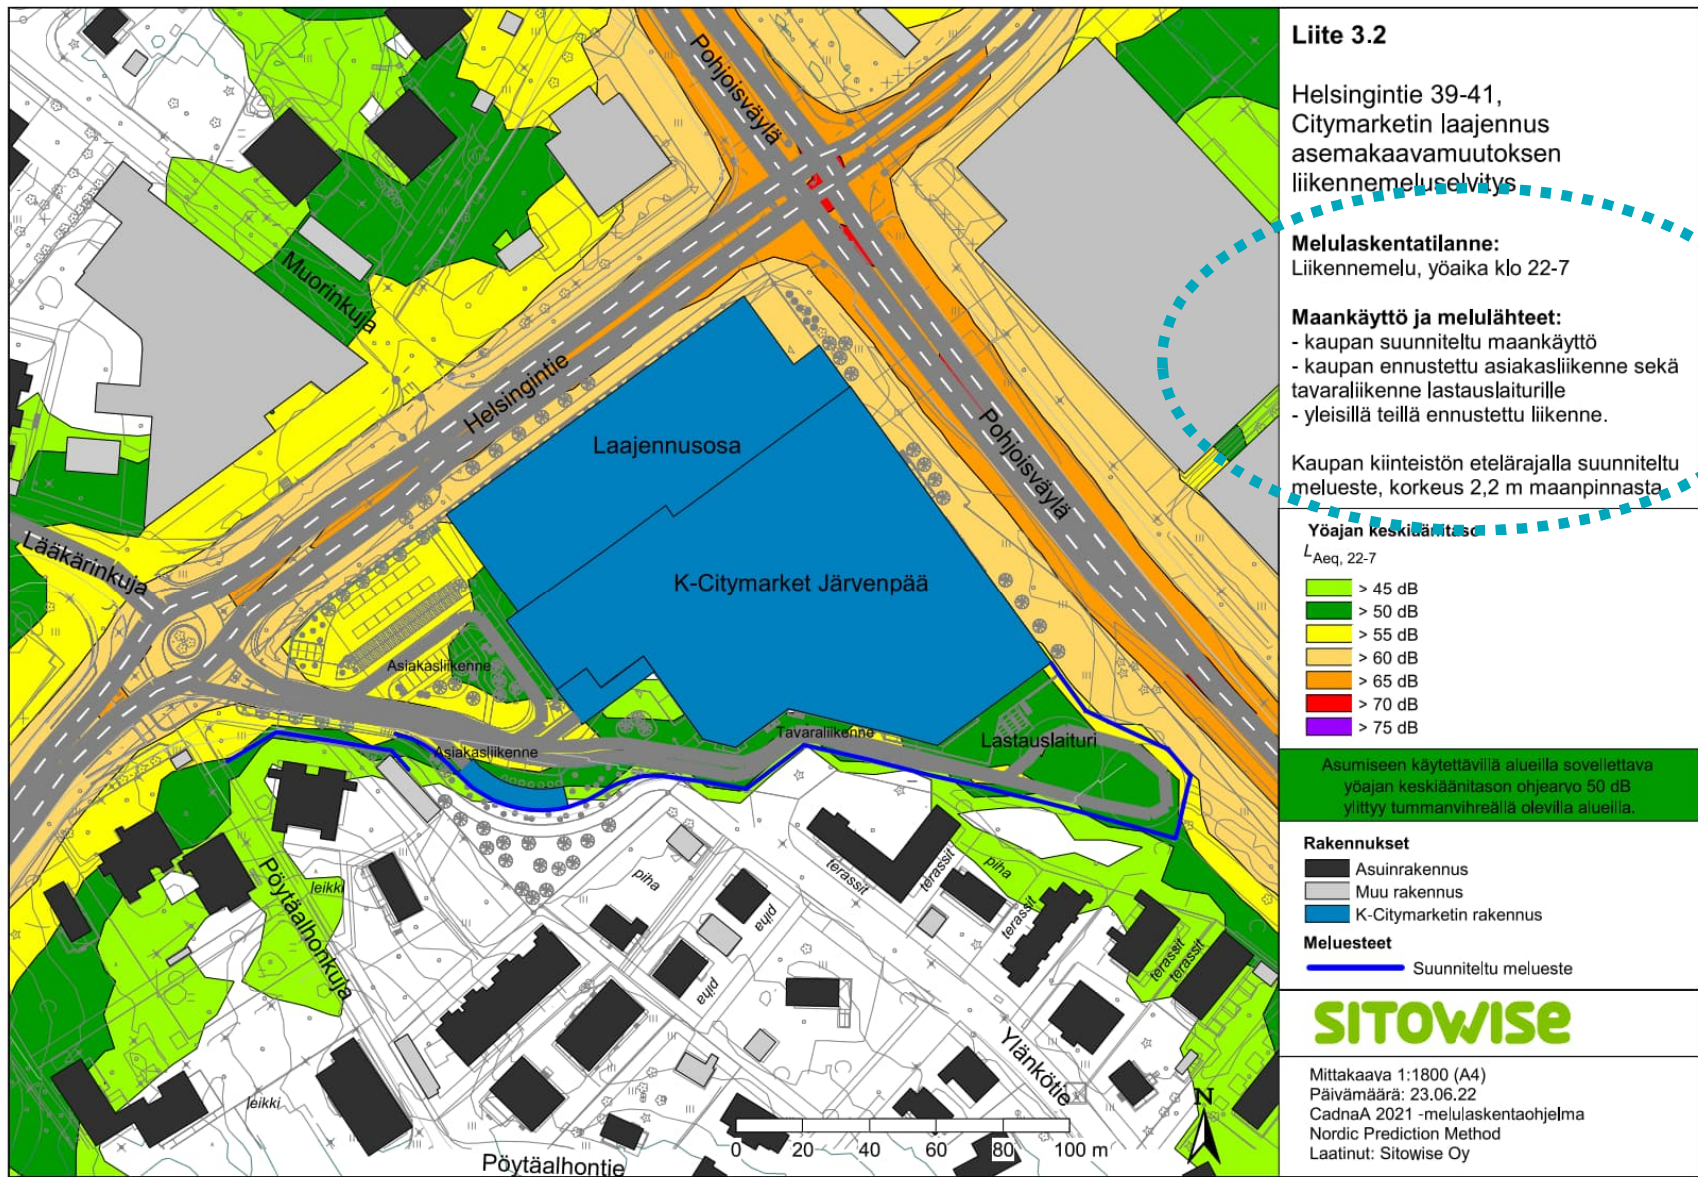 Liite 3.2
Helsingintie 39-41,
Citymarketin laajennus
asemakaavamuutoksen
liikennemeluselvitys
Melulaskentatilanne:
Liikennemelu, yöaika klo 22-7
Maankäyttö ja melulähteet:
- kaupan suunniteltu maankäyttö
- kaupan ennustettu asiakasliikenne sekä
tavaraliikenne lastauslaiturille
- yleisillä teillä ennustettu liikenne.
Kaupan kiinteistön etelärajalla suunniteltu
melueste, korkeus 2,2 m maanpinnasta
Yöajan keskiäänitaso
LAeq, 22-7
> 45 dB
> 50 dB
> 55 dB
> 60 dB
> 65 dB
> 70 dB
> 75 dB
Asumiseen käytettävillä alueilla sovellettava
yöajan keskiäänitason ohjearvo 50 dB
ylittyy tummanvihreällä olevilla alueilla.
Rakennukset
Asuinrakennus
Muu rakennus
K-Citymarketin rakennus
Meluesteet
Suunniteltu melueste
SITOWISE
Mittakaava 1:1800 (A4)
Päivämäärä: 23.06.22
CadnaA 2021 -melulaskentaohjelma
Nordic Prediction Method
Laatinut: Sitowise Oy
Pohjoisväylä
Muorinkuja
Helsingintie
Laajennusosa
Pohjoisväylä
Lääkärinkuja
K-Citymarket Järvenpää
Asiakasliikenne
Asiakasliikenne
Tavaraliikenne
Lastauslaituri
Pöytäalhonkuja
leikki
piha
terassit
terassit
piha
piha
terassit
terassit
terassit
piha
leikki
Ylänkötie
Pöytäalhontie
0 20 40 60 80 100 m
N